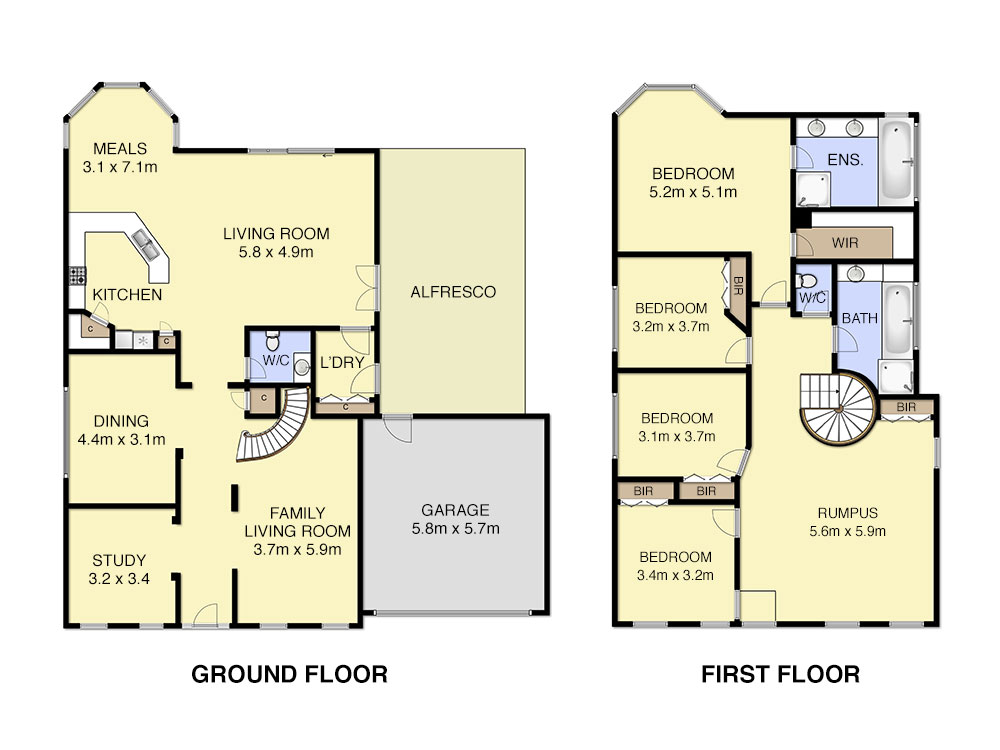 MEALS
3.1 x 7.1m
LIVING ROOM
5.8 x 4.9m
KITCHEN
C
C
W/C
L'DRY
C
C
ALFRESCO
DINING
4.4m x 3.1m
STUDY
3.2 x 3.4
FAMILY
LIVING ROOM
3.7m x 5.9m
GARAGE
5.8m x 5.7m
GROUND FLOOR
BEDROOM
5.2m x 5.1m
ENS.
WIR
BEDROOM
3.2m x 3.7m
BIR
W/C
BATH
BEDROOM
3.1m x 3.7m
BIR
BIR
BIR
RUMPUS
5.6m x 5.9m
BEDROOM
3.4m x 3.2m
FIRST FLOOR